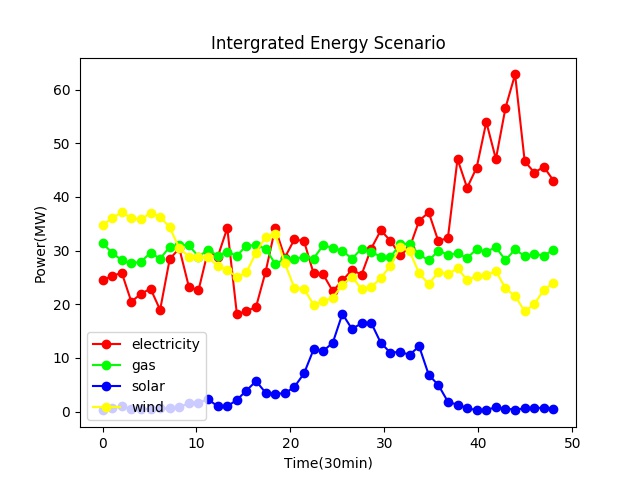 Intergrated Energy Scenario
Power(MW)
60
50
40
30
20
10
0
electricity
gas
solar
wind
0 10 20 30 40 50
Time(30min)